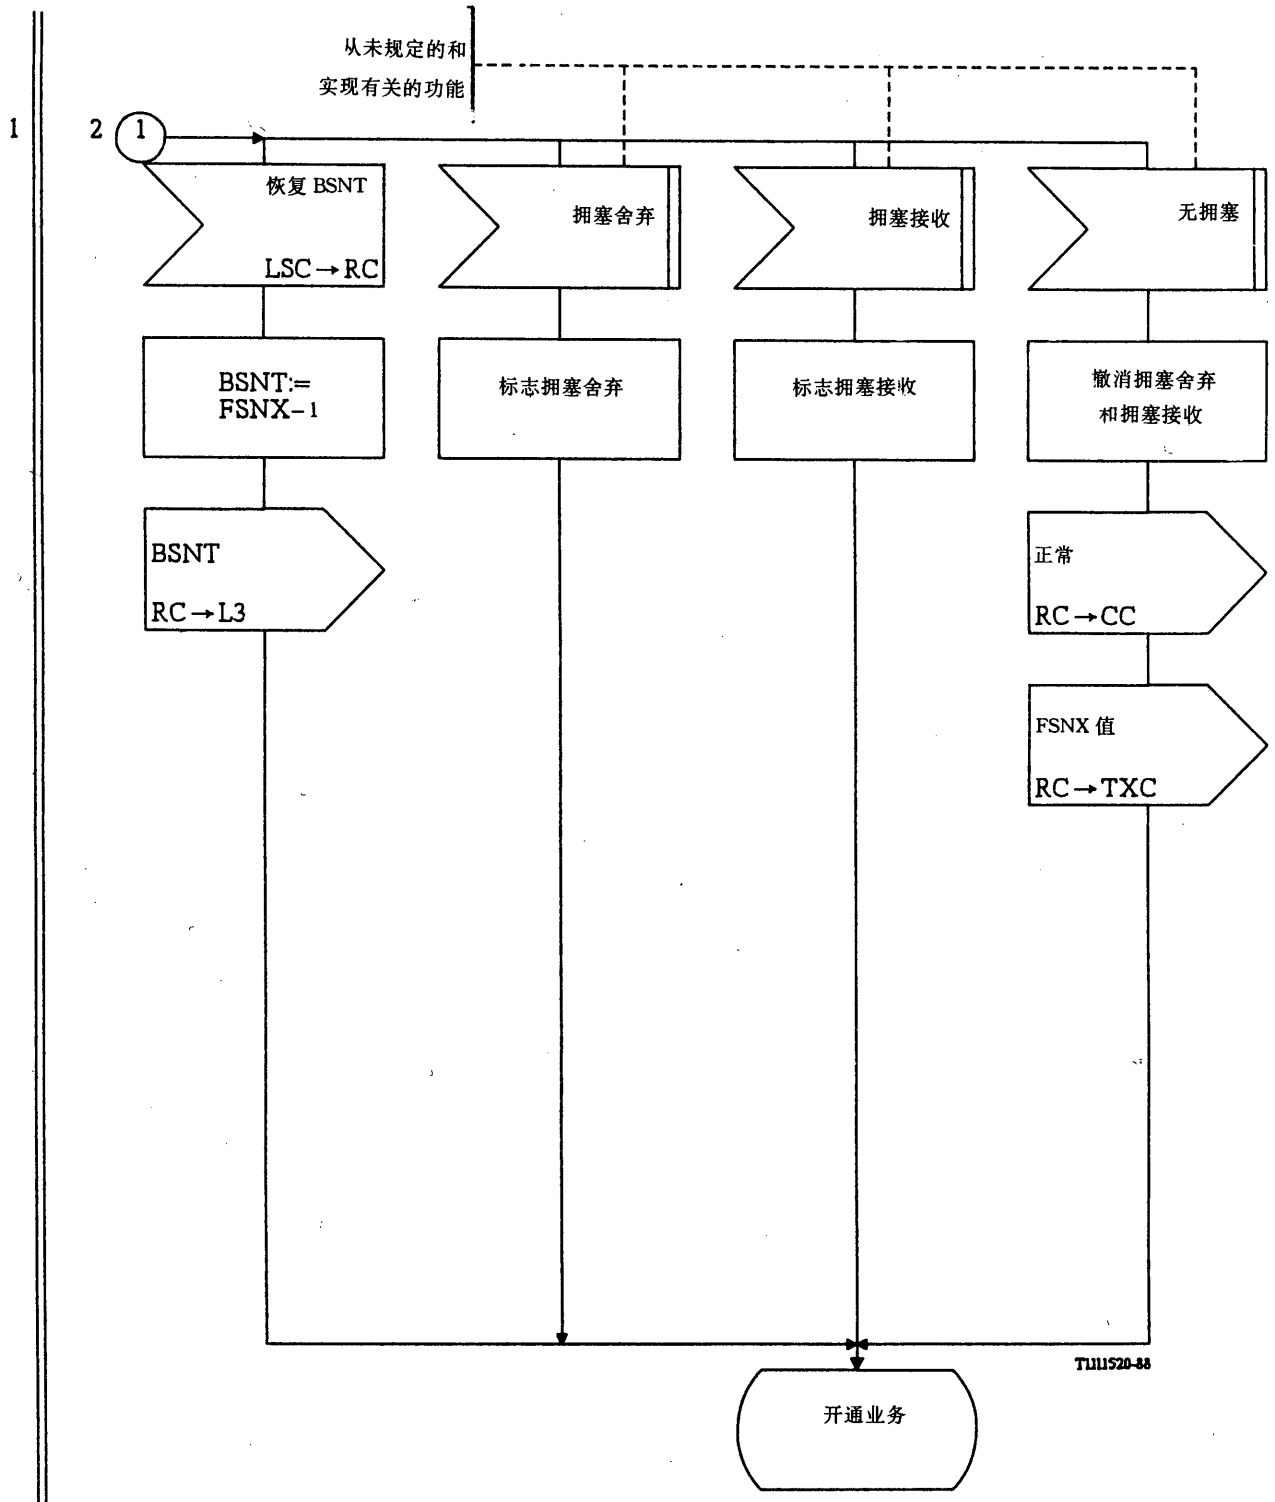 从未规定的和
实现有关的功能
1
2
1
恢复 BSNT
LSC→RC
拥塞舍弃
拥塞接收
无拥塞
BSNT:=
FSNX-1
标志拥塞舍弃
标志拥塞接收
撤消拥塞舍弃
和拥塞接收
BSNT
RC→L3
正常
RC→CC
FSNX 值
RC→TXC
T1111520-88
开通业务